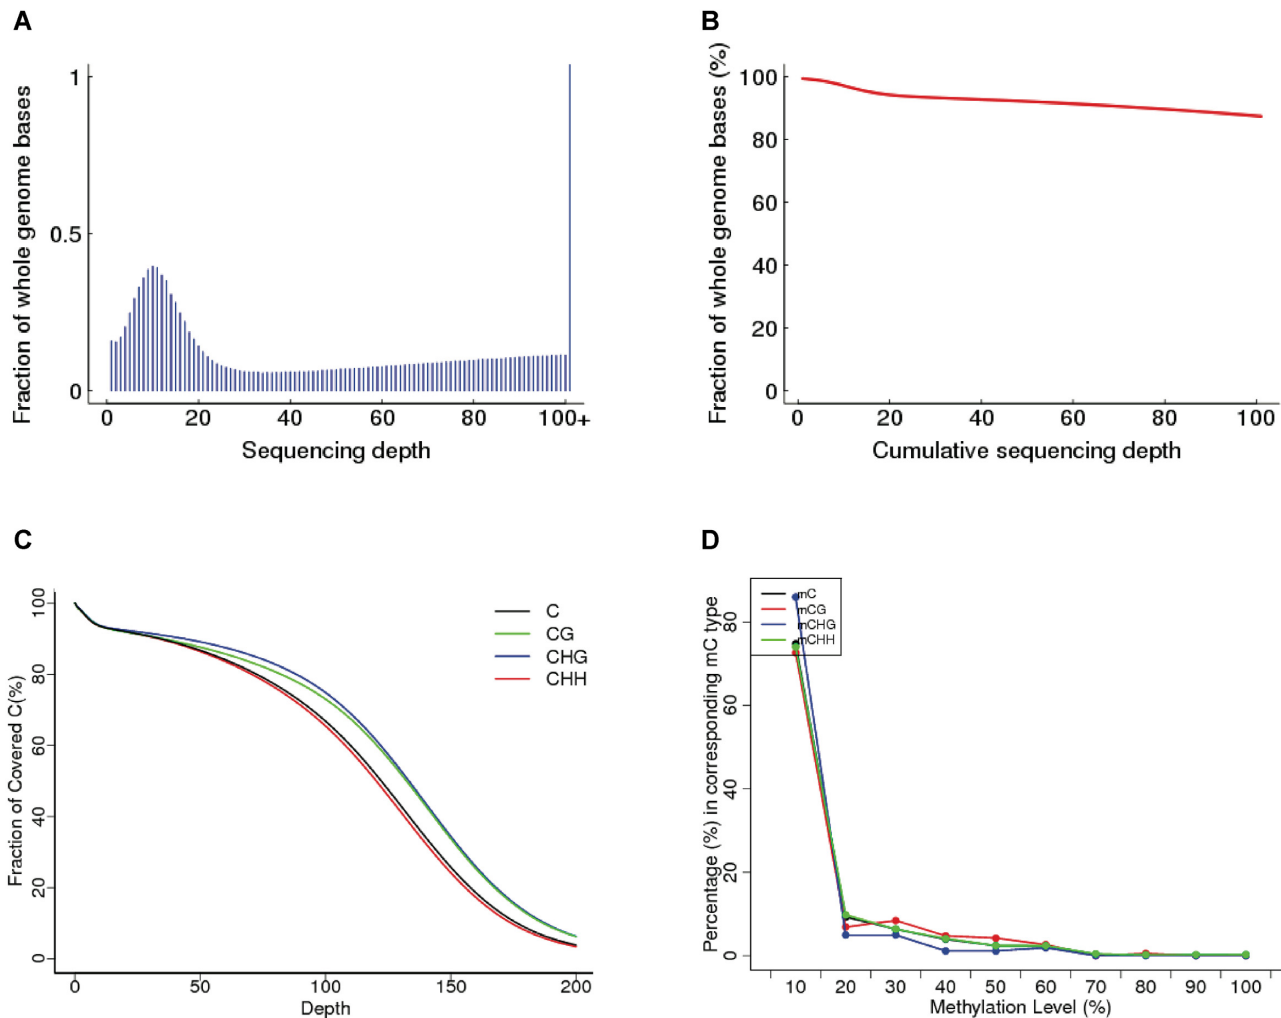 A
Fraction of whole genome bases
1
0.5
0
0 20 40 60 80 100+
Sequencing depth
B
Fraction of whole genome bases (%)
100
80
60
40
20
0
0 20 40 60 80 100
Cumulative sequencing depth
C
Fraction of Covered C(%)
100
80
60
40
20
0
C
CG
CHG
CHH
0 50 100 150 200
Depth
D
Percentage (%) in corresponding mC type
80
60
40
20
0
mC
mCG
mCHG
mCHH
10 20 30 40 50 60 70 80 90 100
Methylation Level (%)